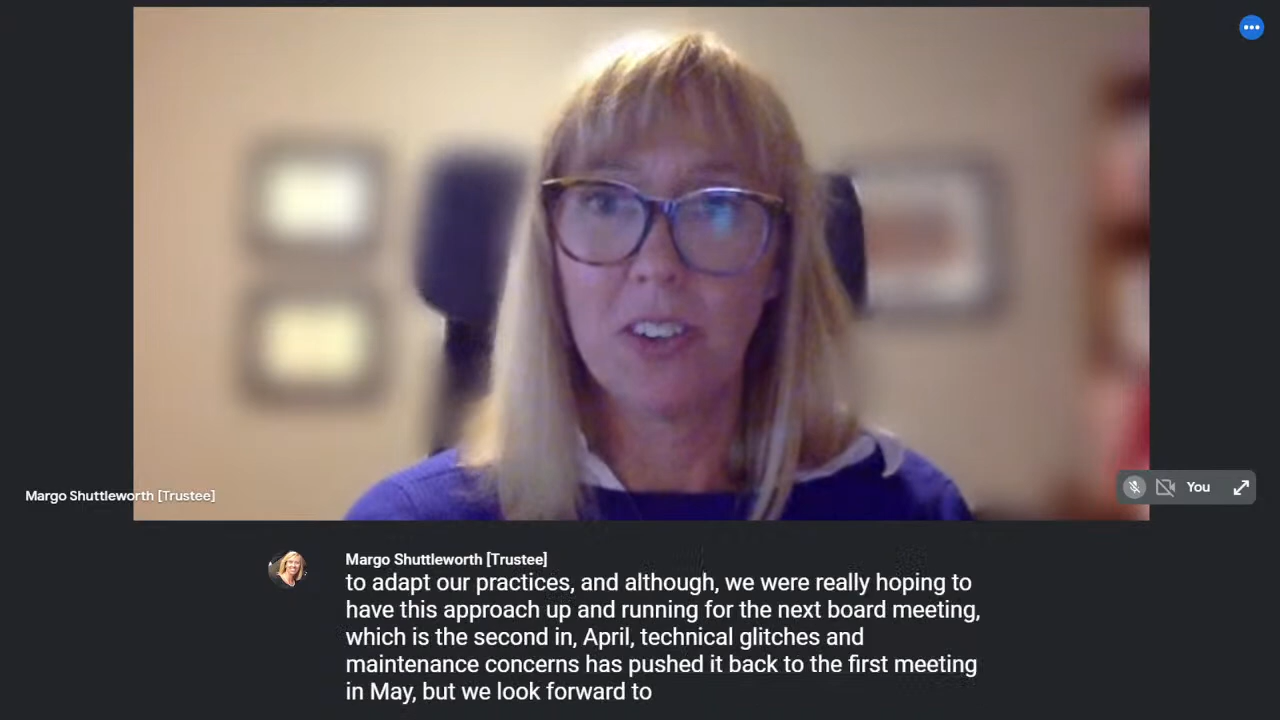 Margo Shuttleworth [Trustee]
You
Margo Shuttleworth [Trustee]
to adapt our practices, and although, we were really hoping to
have this approach up and running for the next board meeting,
which is the second in, April, technical glitches and
maintenance concerns has pushed it back to the first meeting
in May, but we look forward to